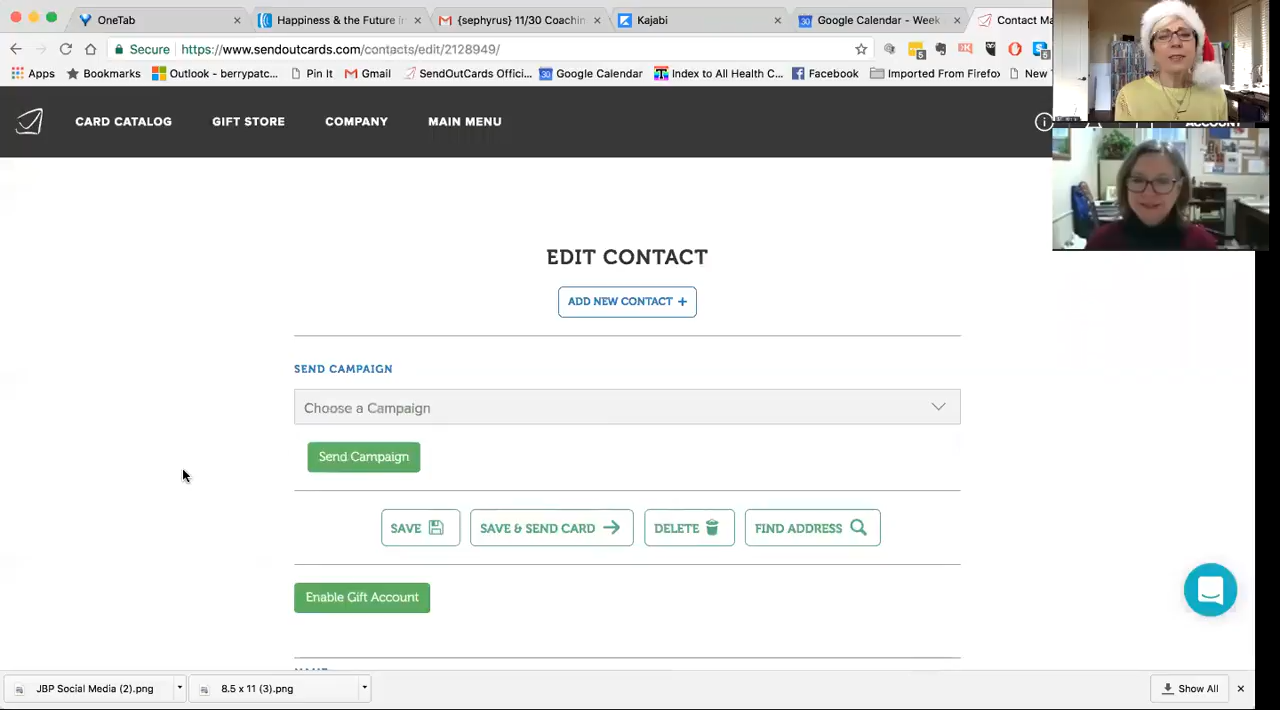 OneTab
Happiness & the Future i
{sephyrus} 11/30 Coachin
Kajabi
Google Calendar - Week
Contact Ma
Secure https://www.sendoutcards.com/contacts/edit/2128949/
Apps Bookmarks Outlook - berrypatc... Pin It Gmail SendOutCards Offici... Google Calendar Index to All Health C... Facebook Imported From Firefox New
CARD CATALOG GIFT STORE COMPANY MAIN MENU ACCOUNT
EDIT CONTACT
ADD NEW CONTACT +
SEND CAMPAIGN
Choose a Campaign
Send Campaign
SAVE SAVE & SEND CARD DELETE FIND ADDRESS
Enable Gift Account
NAME
JBP Social Media (2).png 8.5 x 11 (3).png Show All